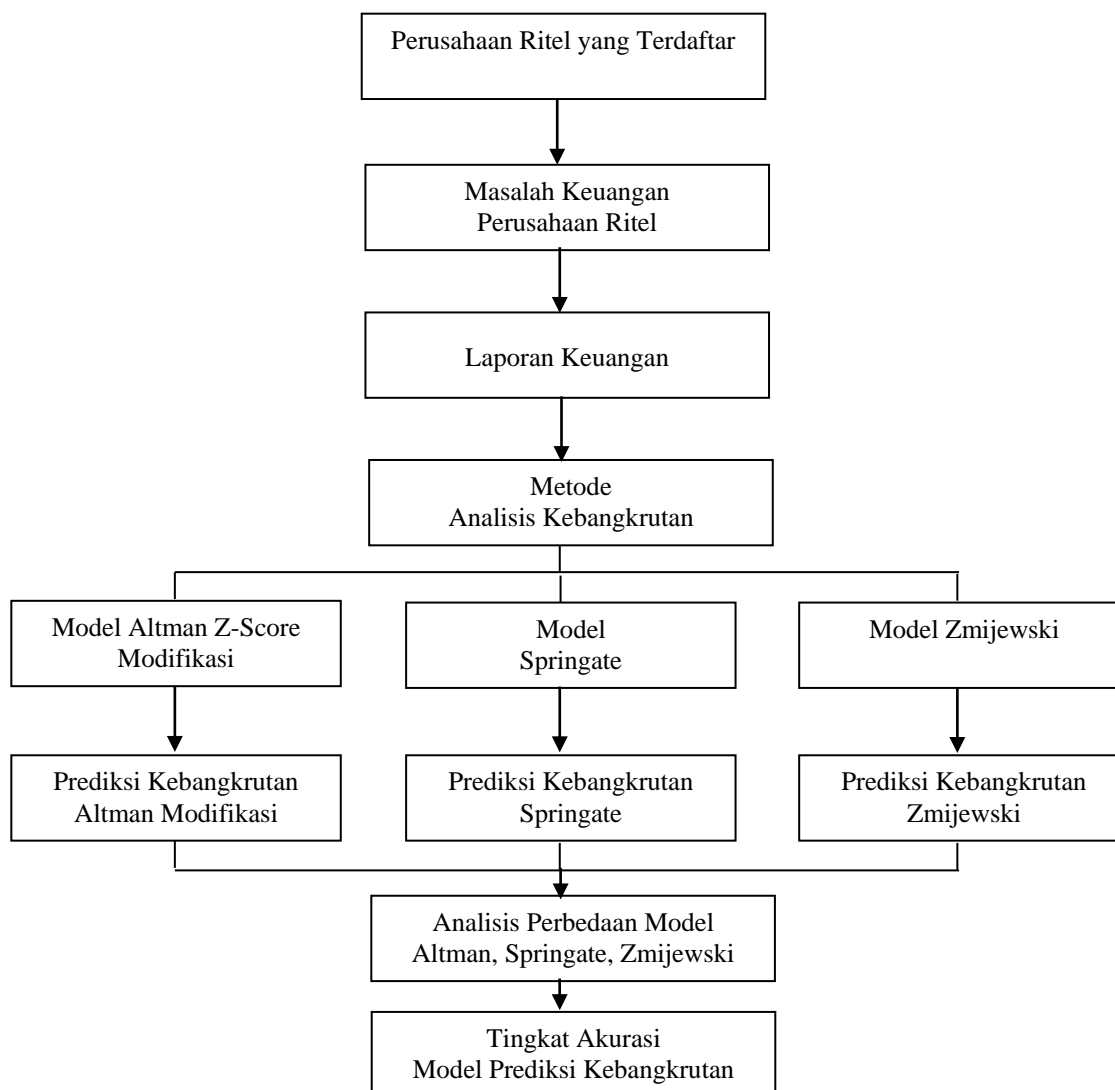 Perusahaan Ritel yang Terdaftar
Masalah Keuangan
Perusahaan Ritel
Laporan Keuangan
Metode
Analisis Kebangkrutan
Model Altman Z-Score
Modifikasi
Model
Springate
Model Zmijewski
Prediksi Kebangkrutan
Altman Modifikasi
Prediksi Kebangkrutan
Springate
Prediksi Kebangkrutan
Zmijewski
Analisis Perbedaan Model
Altman, Springate, Zmijewski
Tingkat Akurasi
Model Prediksi Kebangkrutan